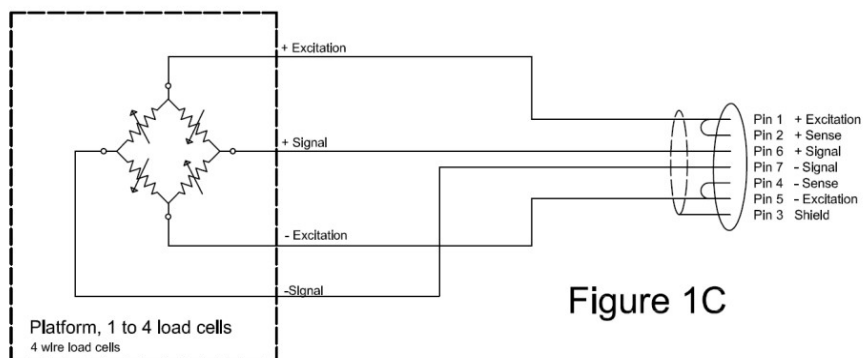 + Excitation
+ Signal
- Excitation
-Signal
Platform, 1 to 4 load cells
4 wire load cells
Pin 1 + Excitation
Pin 2 + Sense
Pin 6 + Signal
Pin 7 - Signal
Pin 4 - Sense
Pin 5 - Excitation
Pin 3 Shield
Figure 1C